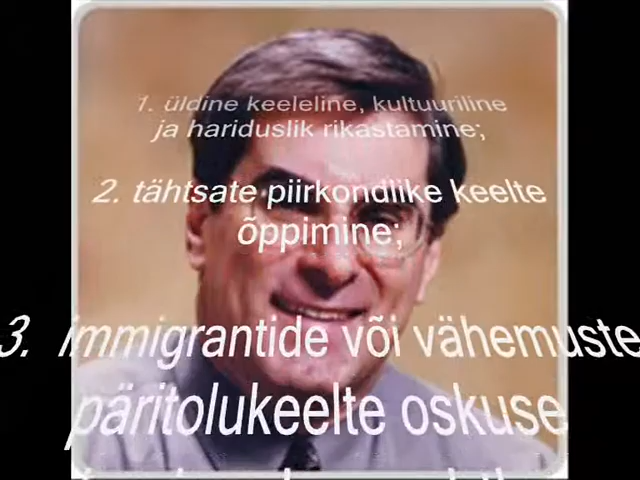 1. üldine keeleline, kultuuriline
ja hariduslik rikastamine;
2. tähtsate piirkondlike keelte
õppimine;
3. immigrantide või vähemuste
päritolukeelte oskuse